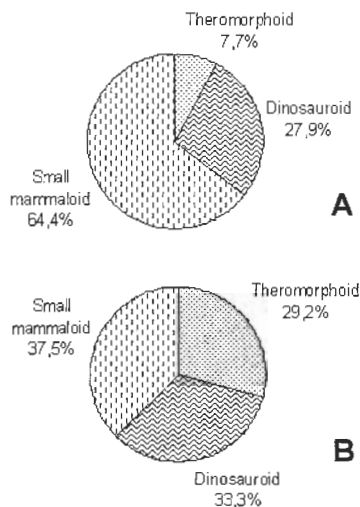 Theromorphoid
7,7%
Dinosauroid
27,9%
Small
mammaloid
64,4%
A
Small
mammaloid
37,5%
Theromorphoid
29,2%
B
Dinosauroid
33,3%